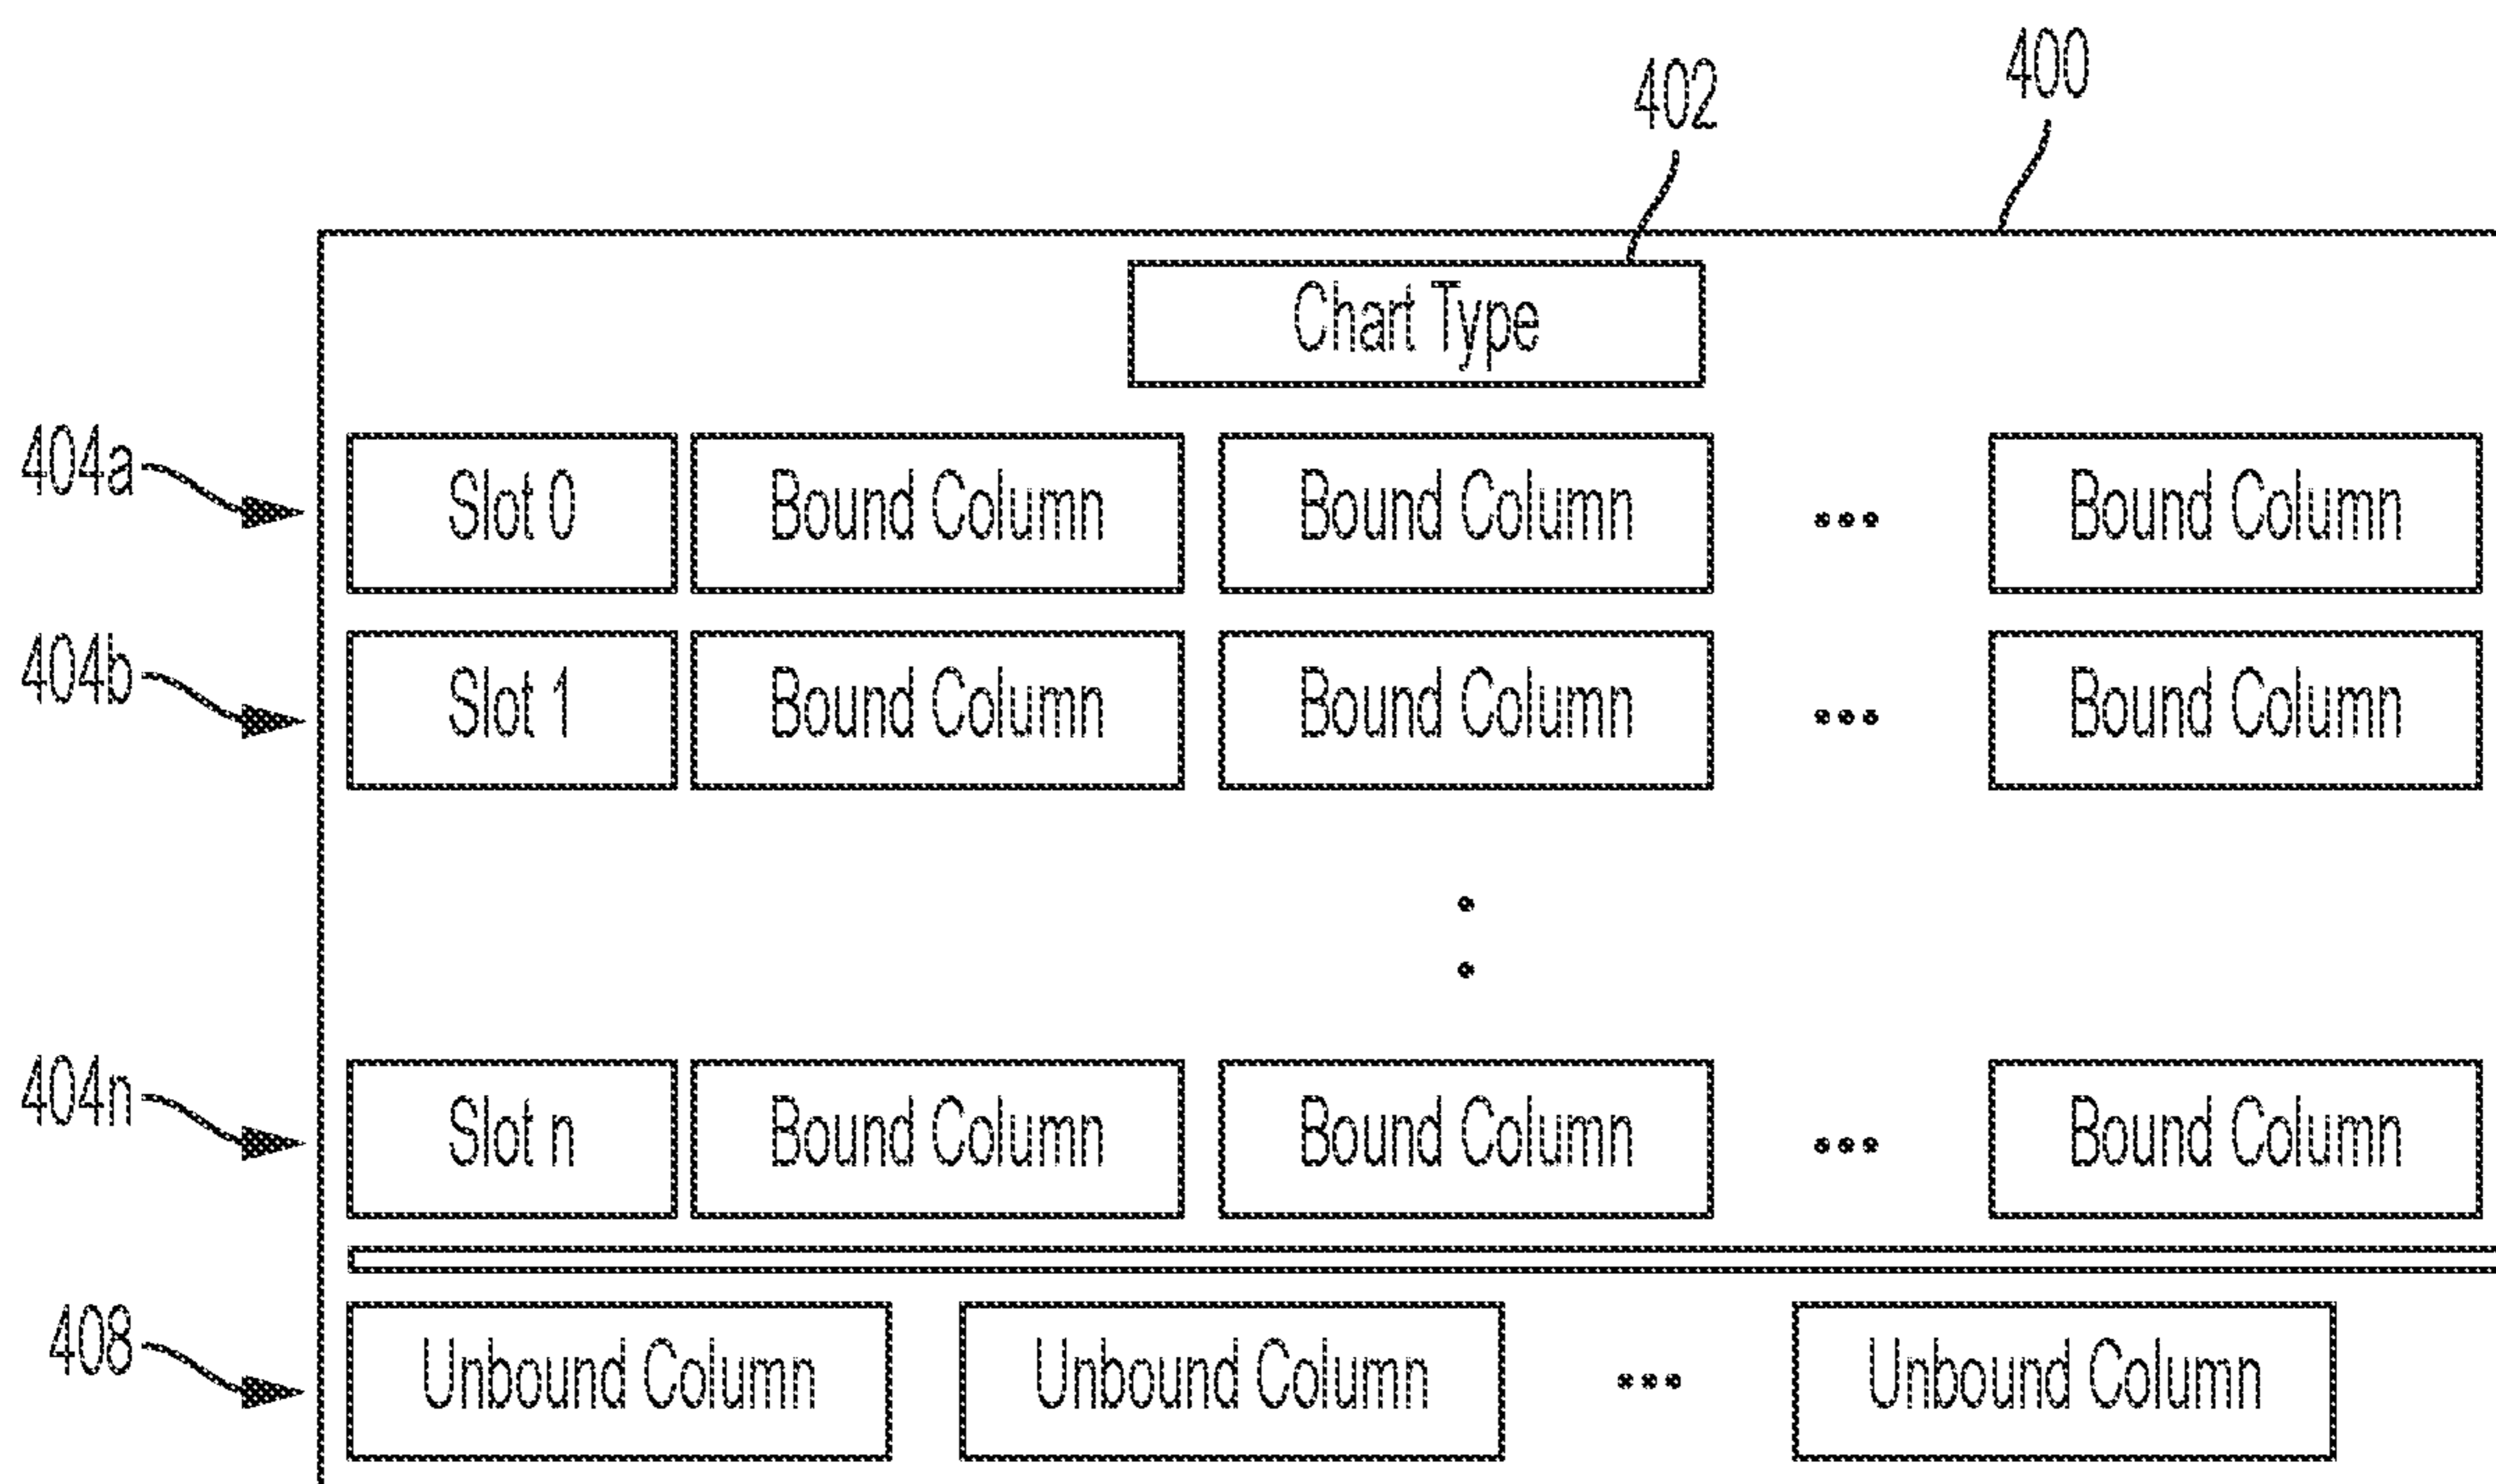 400
402
Chart Type
404a
Slot 0 Bound Column Bound Column ... Bound Column
404b
Slot 1 Bound Column Bound Column ... Bound Column
404n
Slot n Bound Column Bound Column ... Bound Column
408
Unbound Column Unbound Column ... Unbound Column